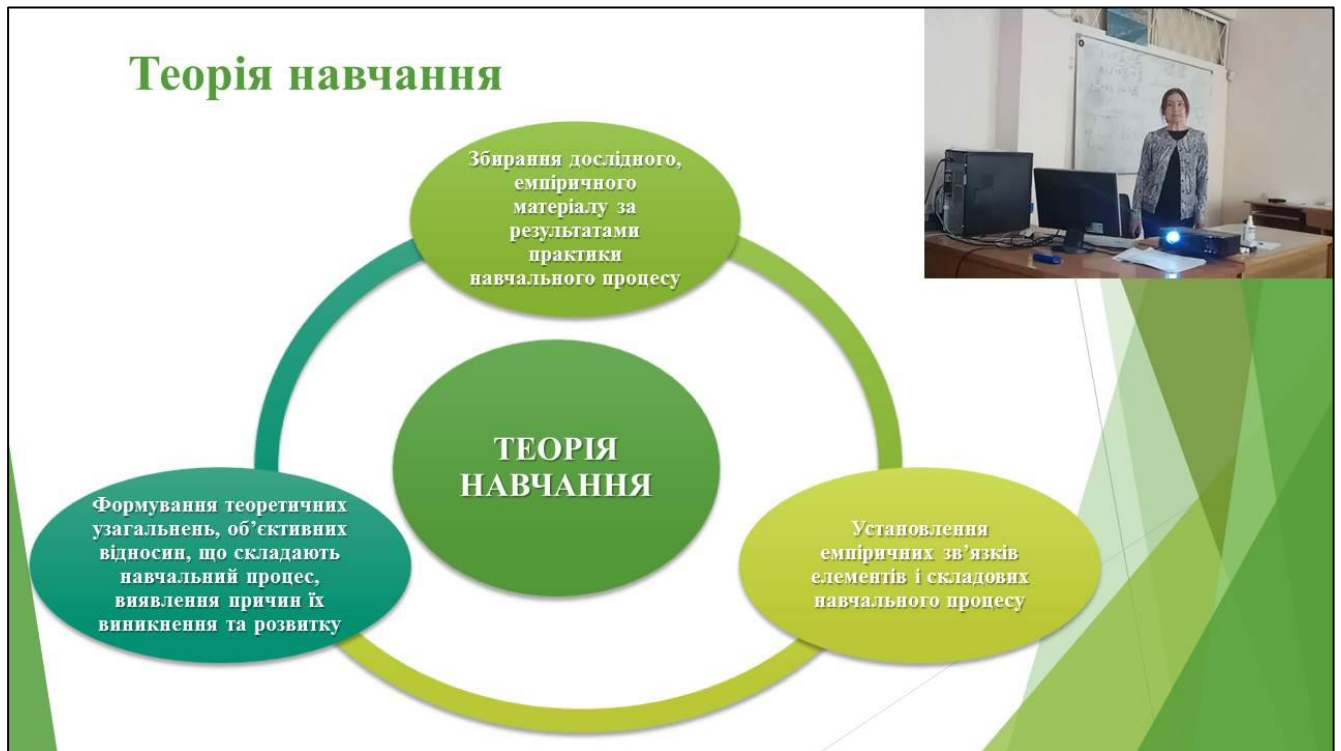 Теорія навчання
Збирання дослідного,
емпіричного
матеріалу за
результатами
практики
навчального процесу
ТЕОРІЯ
НАВЧАННЯ
Формування теоретичних
узагальнень, об’єктивних
відносин, що складають
навчальний процес,
виявлення причин їх
виникнення та розвитку
Установлення
емпіричних зв’язків
елементів і складових
навчального процесу